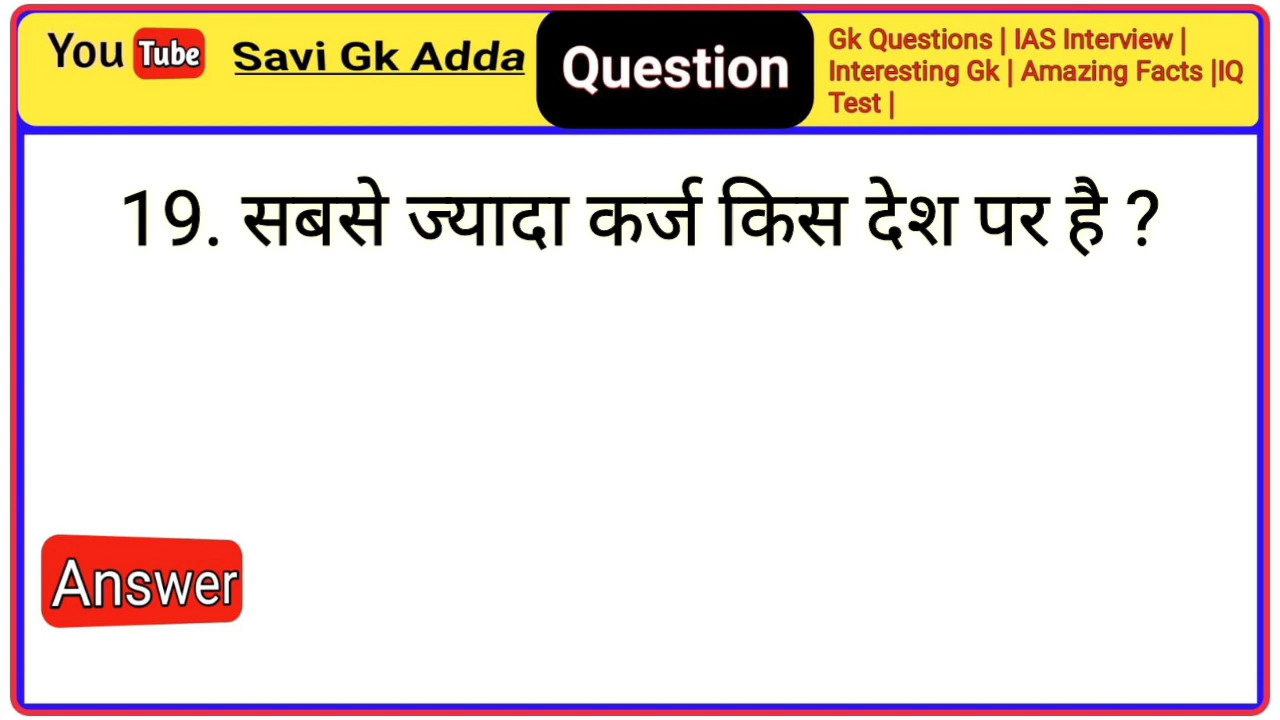 You Tube Savi Gk Adda Question
Gk Questions | IAS Interview |
Interesting Gk | Amazing Facts |IQ
Test |
19. सबसे ज्यादा कर्ज किस देश पर है ?
Answer